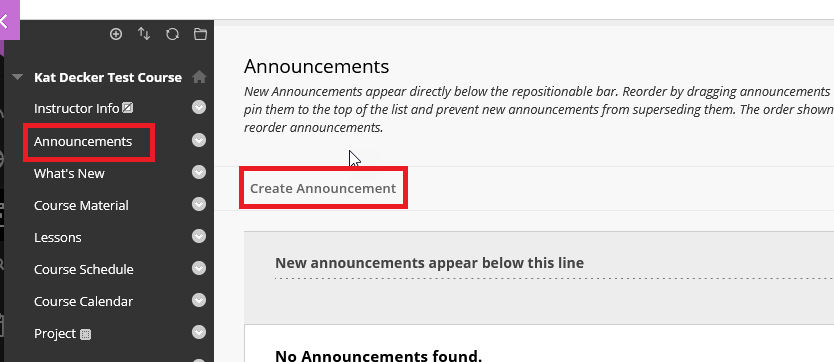 Kat Decker Test Course
Instructor Info
Announcements
What's New
Course Material
Lessons
Course Schedule
Course Calendar
Project
Announcements
New Announcements appear directly below the repositionable bar. Reorder by dragging announcements
pin them to the top of the list and prevent new announcements from superseding them. The order shown
reorder announcements.
Create Announcement
New announcements appear below this line
No Announcements found.